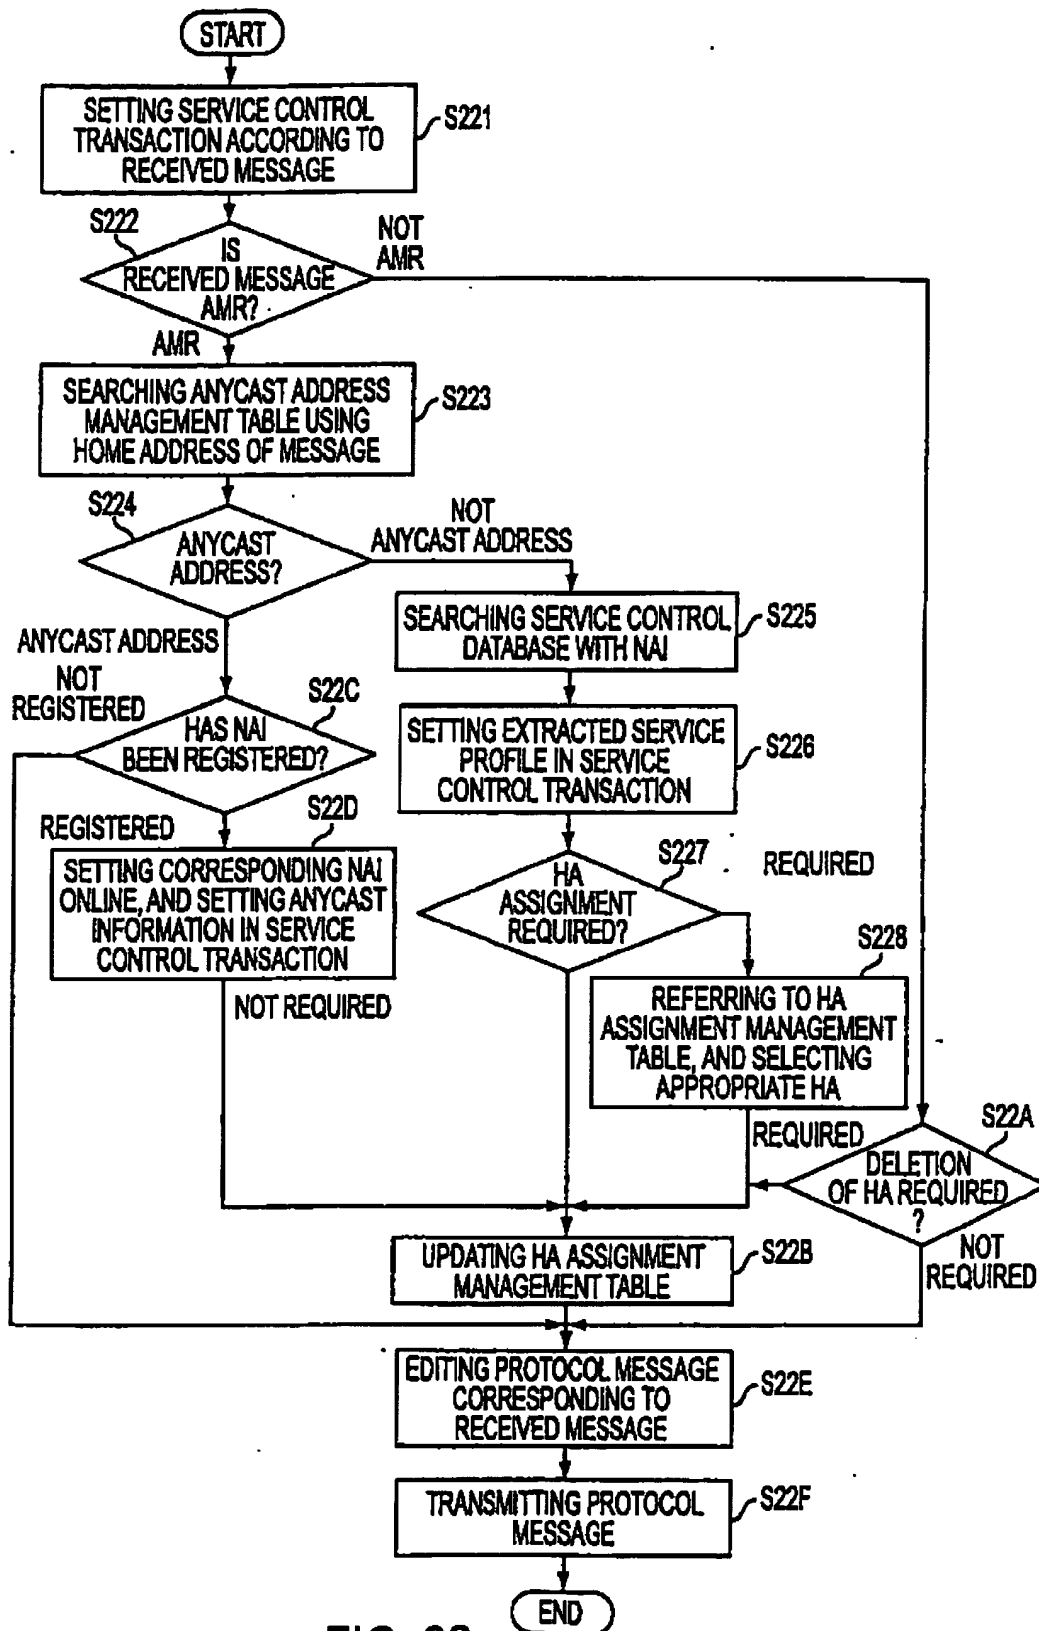 START
SETTING SERVICE CONTROL
TRANSACTION ACCORDING TO
RECEIVED MESSAGE
S221
S222
IS
RECEIVED MESSAGE
AMR?
NOT
AMR
AMR
SEARCHING ANYCAST ADDRESS
MANAGEMENT TABLE USING
HOME ADDRESS OF MESSAGE
S223
S224
ANYCAST
ADDRESS?
NOT
ANYCAST ADDRESS
ANYCAST ADDRESS
SEARCHING SERVICE CONTROL
DATABASE WITH NAI
S225
NOT
REGISTERED
S22C
HAS NAI
BEEN REGISTERED?
SETTING EXTRACTED SERVICE
PROFILE IN SERVICE
CONTROL TRANSACTION
S226
REGISTERED
S22D
SETTING CORRESPONDING NAI
ONLINE, AND SETTING ANYCAST
INFORMATION IN SERVICE
CONTROL TRANSACTION
S227
HA
ASSIGNMENT
REQUIRED?
REQUIRED
NOT REQUIRED
S228
REFERRING TO HA
ASSIGNMENT MANAGEMENT
TABLE, AND SELECTING
APPROPRIATE HA
REQUIRED
S22A
DELETION
OF HA REQUIRED
?
NOT
REQUIRED
UPDATING HA ASSIGNMENT
MANAGEMENT TABLE
S22B
EDITING PROTOCOL MESSAGE
CORRESPONDING TO
RECEIVED MESSAGE
S22E
TRANSMITTING PROTOCOL
MESSAGE
S22F
END